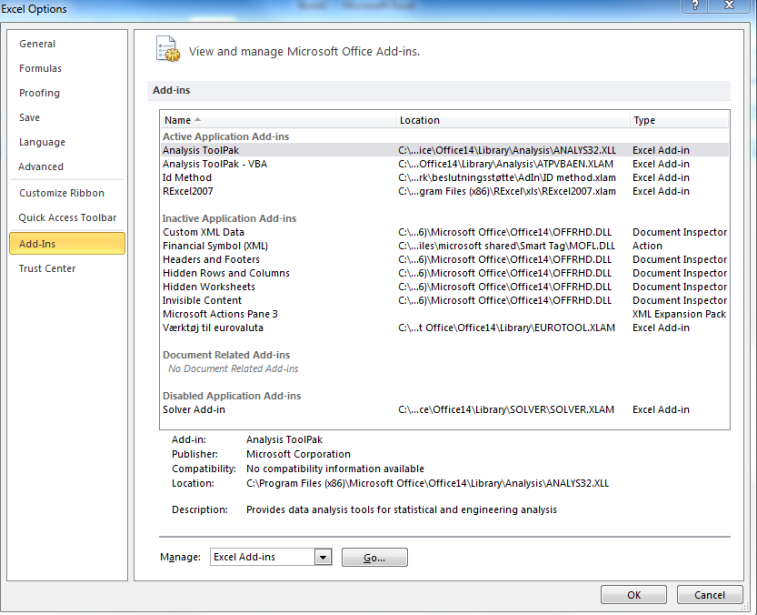 Excel Options
General
Formulas
Proofing
Save
Language
Advanced
Customize Ribbon
Quick Access Toolbar
Add-Ins
Trust Center
View and manage Microsoft Office Add-ins.
Add-ins
Name Location Type
Active Application Add-ins
Analysis ToolPak C:\...ice\Office14\Library\Analysis\ANALYS32.XLL Excel Add-in
Analysis ToolPak - VBA C:\...Office14\Library\Analysis\ATPVBAEN.XLAM Excel Add-in
Id Method C:\...rk\beslutningsstøtte\AdIn\ID method.xlam Excel Add-in
RExcel2007 C:\...gram Files (x86)\RExcel\xls\RExcel2007.xlam Excel Add-in
Inactive Application Add-ins
Custom XML Data C:\...6)\Microsoft Office\Office14\OFFRHD.DLL Document Inspector
Financial Symbol (XML) C:\...iles\microsoft shared\Smart Tag\MOFL.DLL Action
Headers and Footers C:\...6)\Microsoft Office\Office14\OFFRHD.DLL Document Inspector
Hidden Rows and Columns C:\...6)\Microsoft Office\Office14\OFFRHD.DLL Document Inspector
Hidden Worksheets C:\...6)\Microsoft Office\Office14\OFFRHD.DLL Document Inspector
Invisible Content C:\...6)\Microsoft Office\Office14\OFFRHD.DLL Document Inspector
Microsoft Actions Pane 3 XML Expansion Pack
Værktøj til eurovaluta C:\...t Office\Office14\Library\EUROTOOL.XLAM Excel Add-in
Document Related Add-ins
No Document Related Add-ins
Disabled Application Add-ins
Solver Add-in C:\...ce\Office14\Library\SOLVER\SOLVER.XLAM Excel Add-in
Add-in: Analysis ToolPak
Publisher: Microsoft Corporation
Compatibility: No compatibility information available
Location: C:\Program Files (x86)\Microsoft Office\Office14\Library\Analysis\ANALYS32.XLL
Description: Provides data analysis tools for statistical and engineering analysis
Manage: Excel Add-ins Go...
OK Cancel